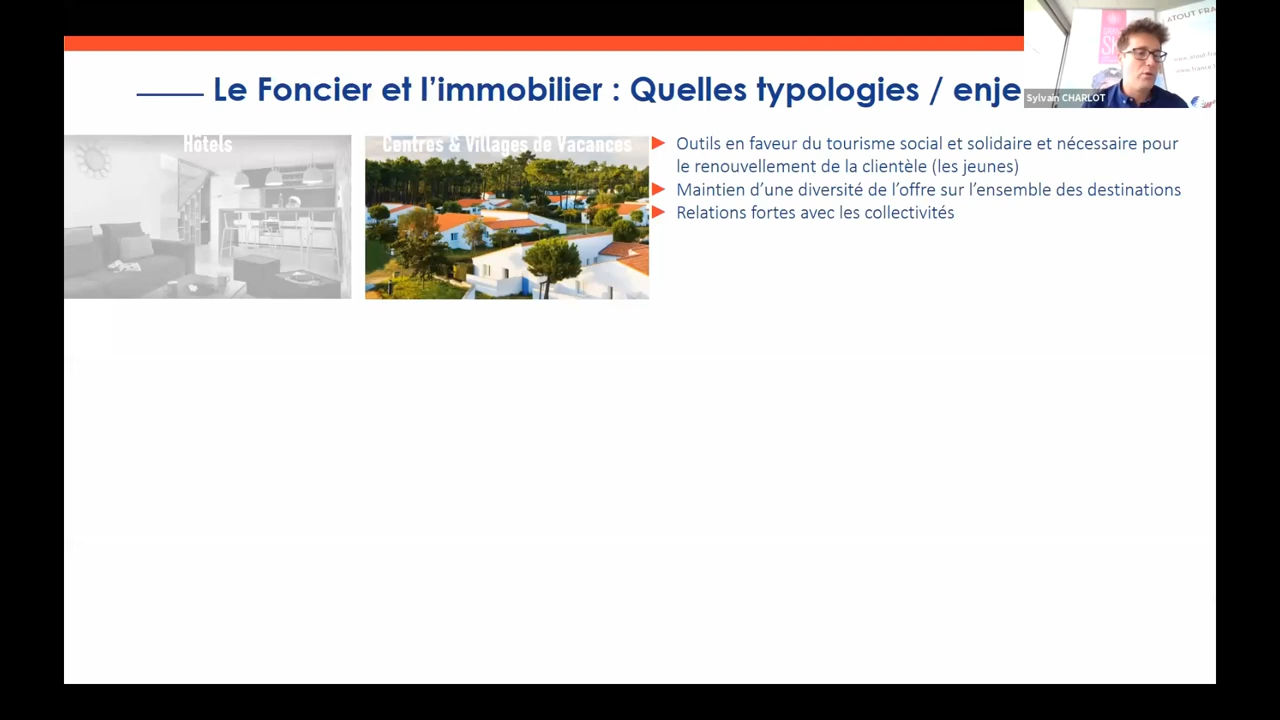 Le Foncier et l'immobilier : Quelles typologies / enje
Sylvain CHARLOT
Hôtels
Centres & Villages de Vacances
Outils en faveur du tourisme social et solidaire et nécessaire pour
le renouvellement de la clientèle (les jeunes)
Maintien d'une diversité de l'offre sur l'ensemble des destinations
Relations fortes avec les collectivités